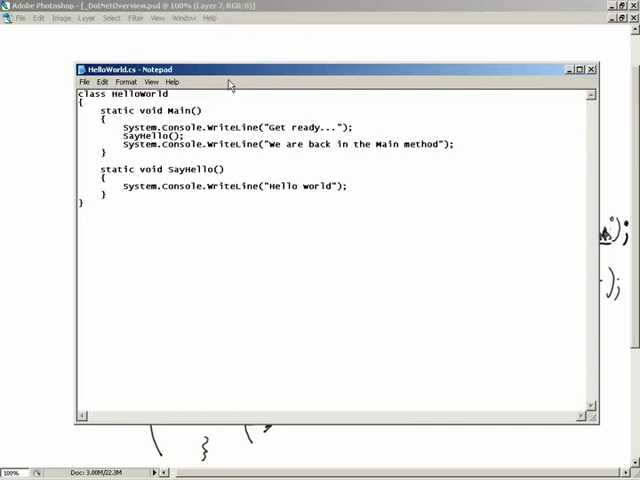 Adobe Photoshop - [_DotNetOverview.psd @ 100% (Layer 7, RGB/8)]
File Edit Image Layer Select Filter View Window Help
HelloWorld.cs - Notepad
File Edit Format View Help
class HelloWorld
{
static void Main()
{
System.Console.WriteLine("Get ready...");
SayHello();
System.Console.WriteLine("We are back in the Main method");
}
static void SayHello()
{
System.Console.WriteLine("Hello world");
}
}
);
);
}
100% Doc: 3.00M/22.3M